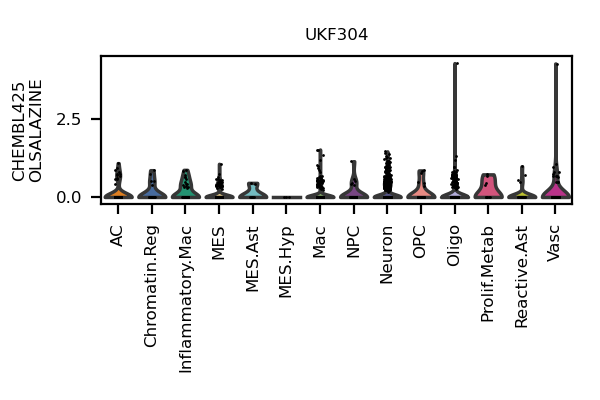 UKF304
CHEMBL425
OLSALAZINE
2.5
0.0
AC
Chromatin.Reg
Inflammatory.Mac
MES
MES.Ast
MES.Hyp
Mac
NPC
Neuron
OPC
Oligo
Prolif.Metab
Reactive.Ast
Vasc